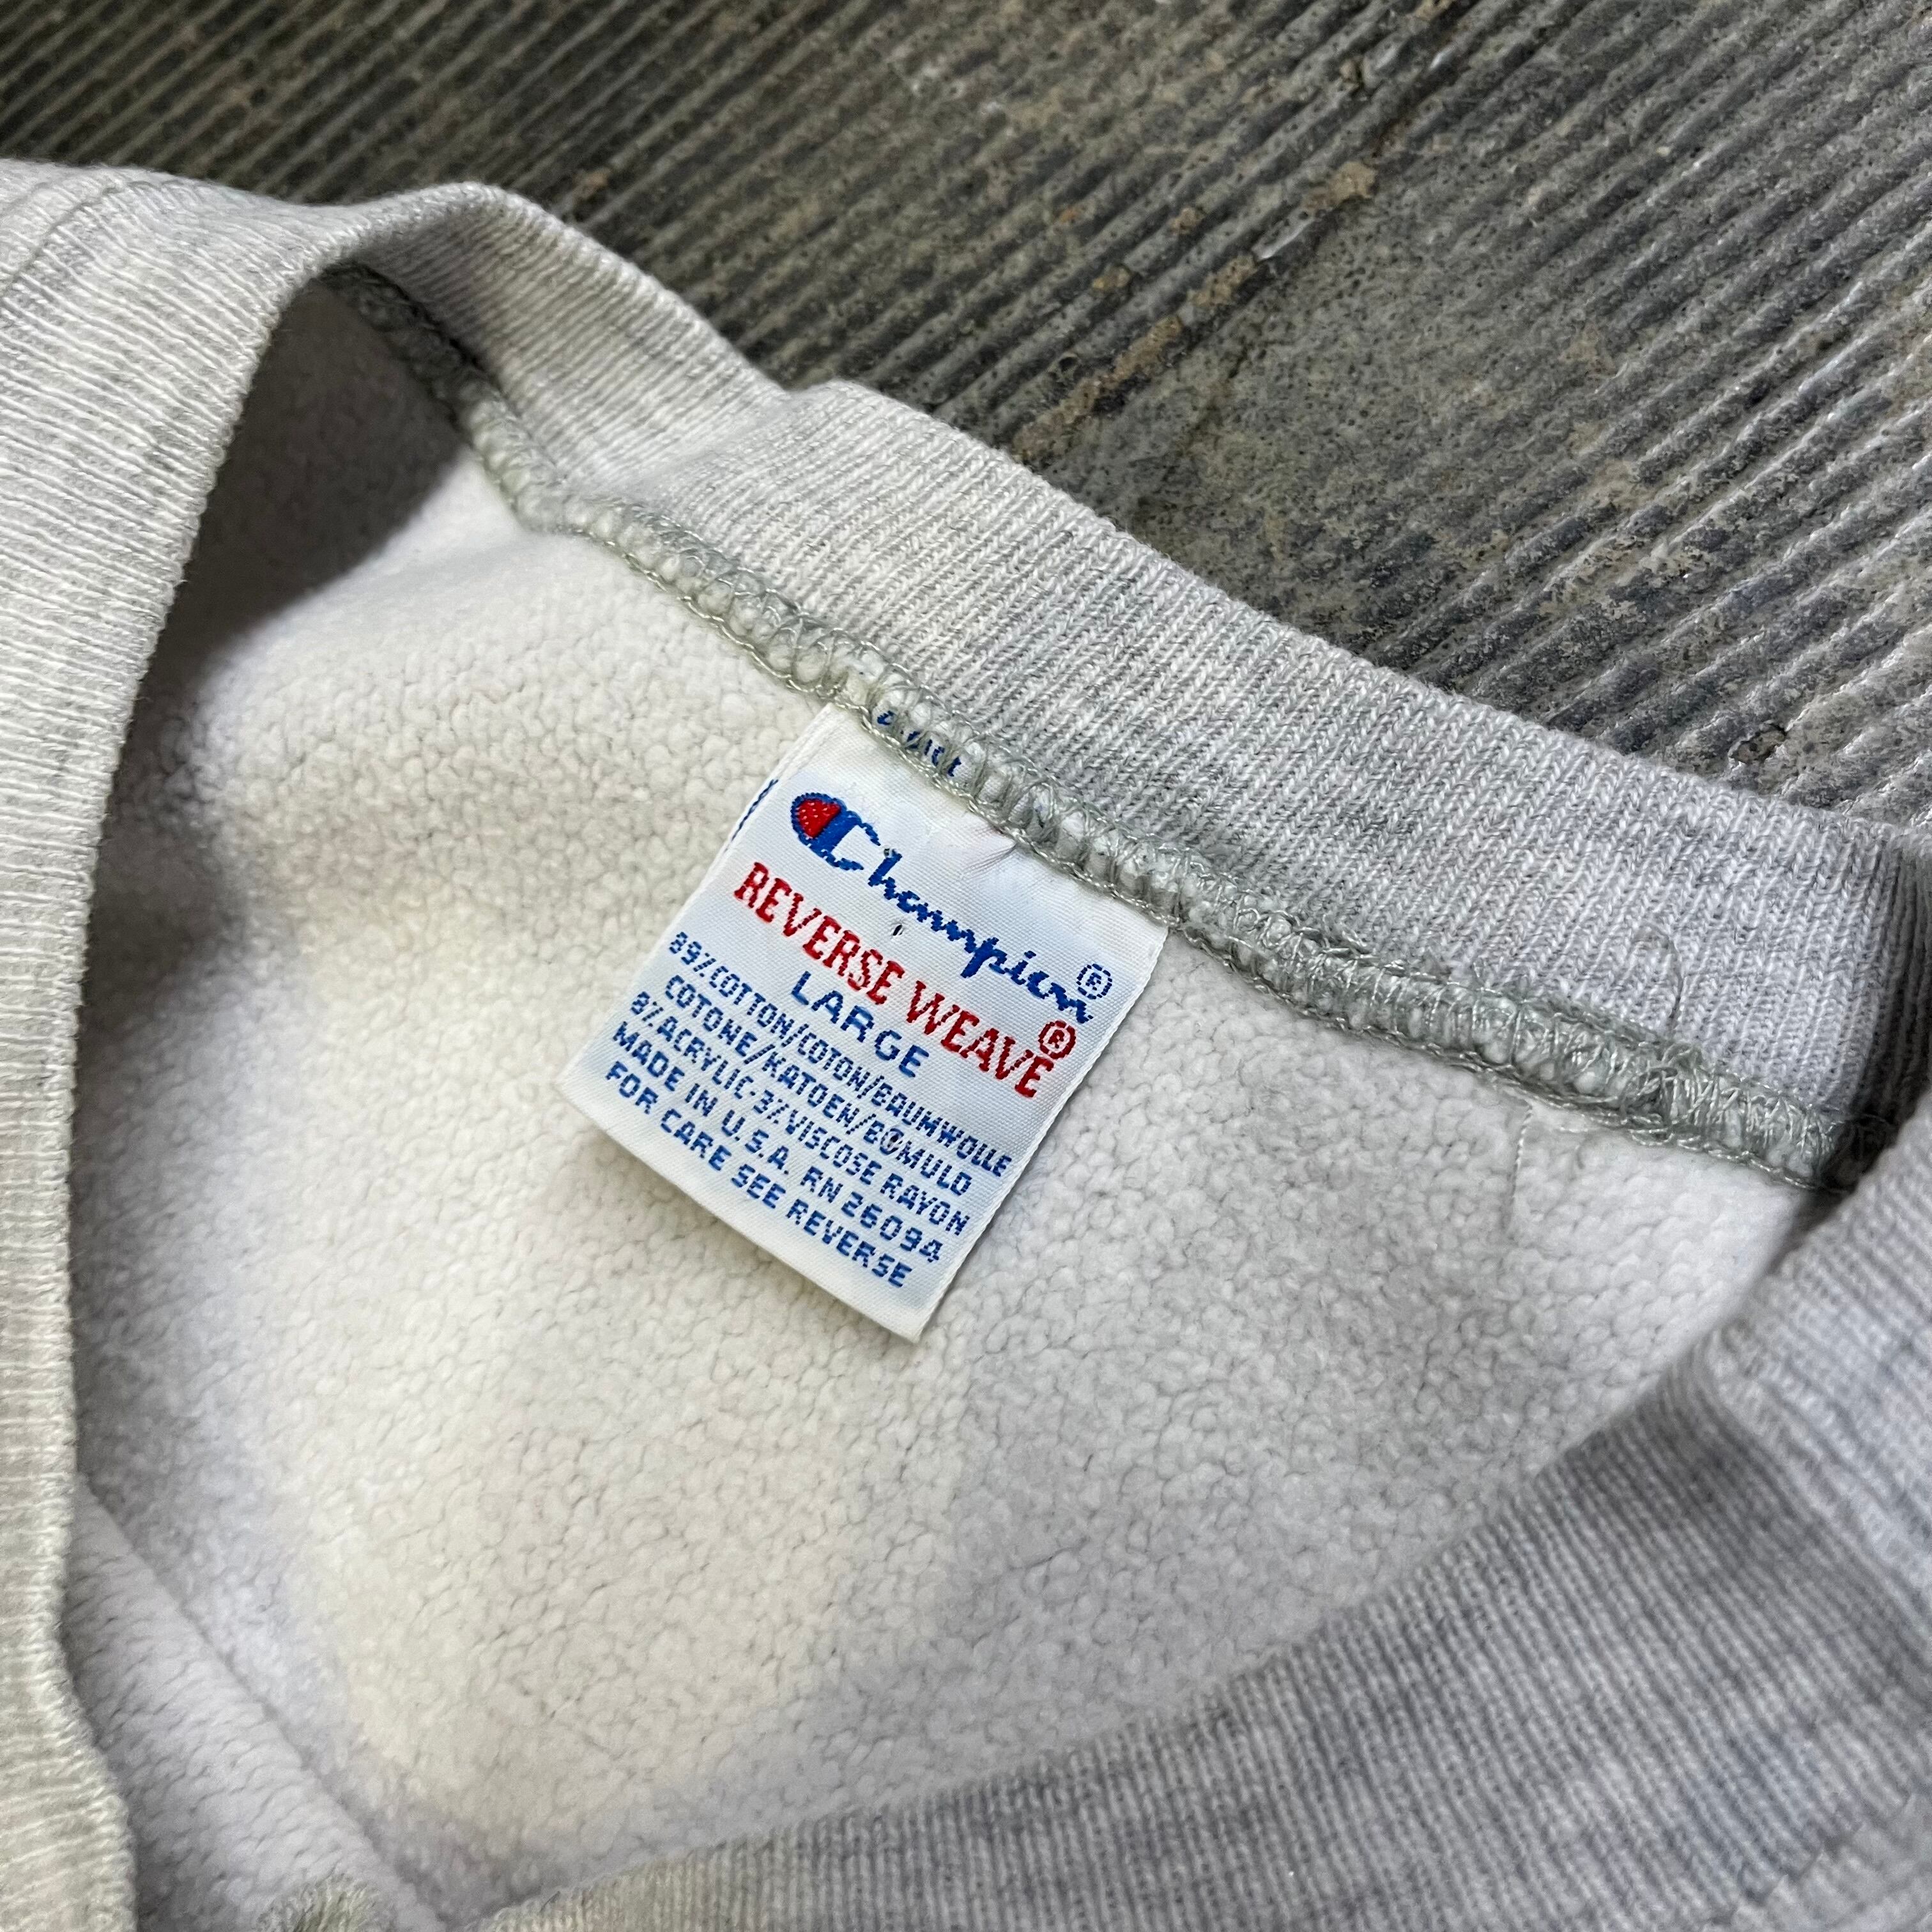 Champion®
REVERSE WEAVE®
LARGE
89%COTTON/COTON/BAUMWOLLE
COTONE/KATOEN/BØMULD
8%ACRYLIC-3%VISCOSE RAYON
MADE IN U.S.A. RN 26094
FOR CARE SEE REVERSE